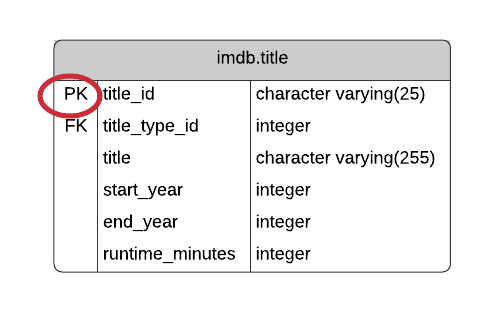 imdb.title
PK title_id character varying(25)
FK title_type_id integer
title character varying(255)
start_year integer
end_year integer
runtime_minutes integer